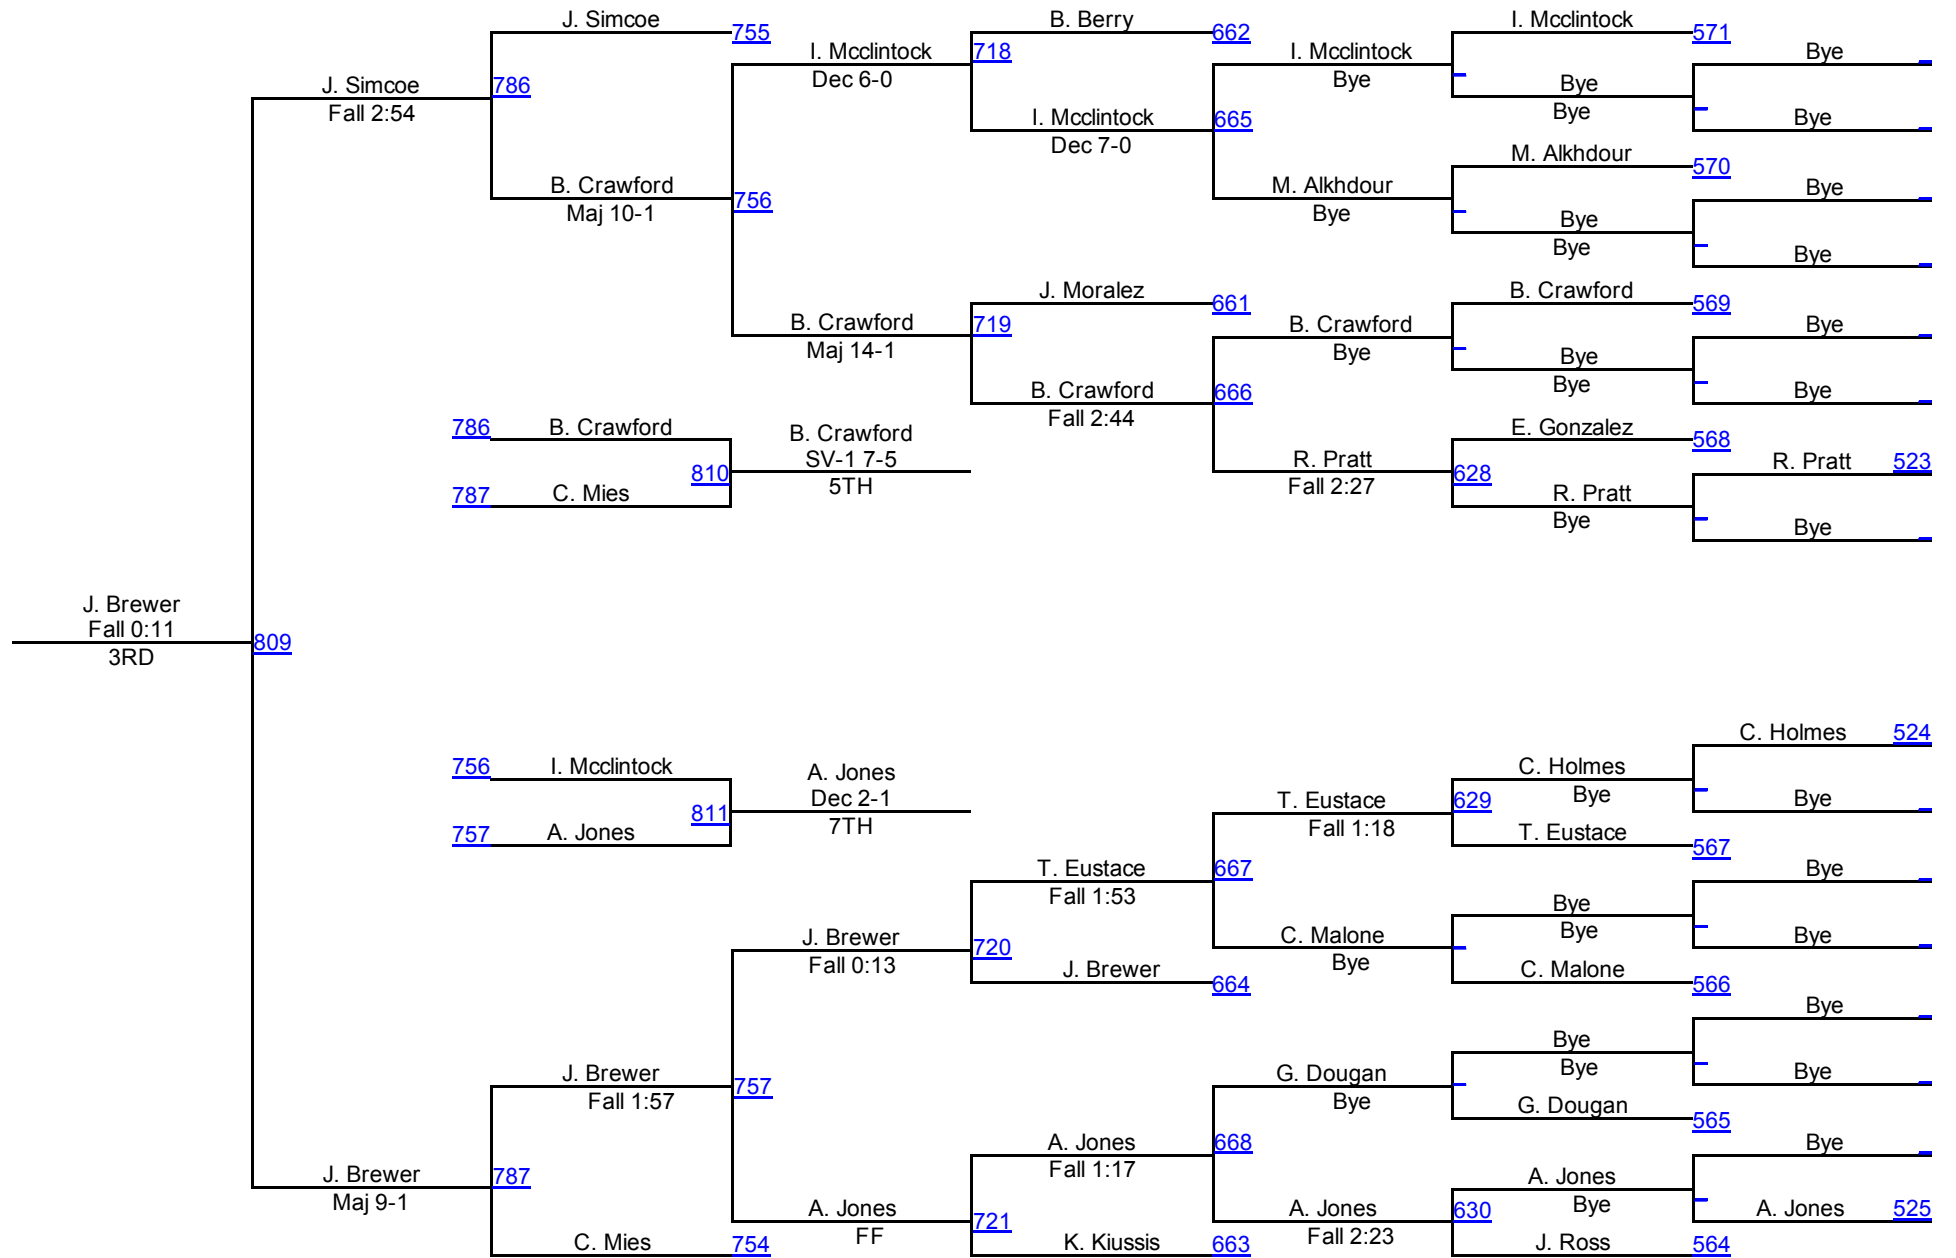 J. Simcoe
755
B. Berry
662
I. Mcclintock
571
I. Mcclintock
718
I. Mcclintock
Bye
Dec 6-0
Bye
J. Simcoe
786
Bye
Fall 2:54
Bye
I. Mcclintock
665
Bye
Dec 7-0
M. Alkhdour
570
B. Crawford
M. Alkhdour
Bye
Maj 10-1
756
Bye
Bye
Bye
Bye
J. Moralez
661
B. Crawford
569
B. Crawford
719
B. Crawford
Bye
Maj 14-1
Bye
Bye
Bye
B. Crawford
666
Bye
Fall 2:44
786
B. Crawford
B. Crawford
E. Gonzalez
568
SV-1 7-5
R. Pratt
R. Pratt
523
810
5TH
Fall 2:27
628
787
C. Mies
R. Pratt
Bye
Bye
J. Brewer
Fall 0:11
809
3RD
C. Holmes
524
756
I. Mcclintock
A. Jones
C. Holmes
Dec 2-1
T. Eustace
629
Bye
Bye
811
7TH
Fall 1:18
757
A. Jones
T. Eustace
567
T. Eustace
667
Bye
Fall 1:53
Bye
J. Brewer
C. Malone
Bye
Bye
Fall 0:13
720
Bye
J. Brewer
664
C. Malone
566
Bye
Bye
J. Brewer
757
G. Dougan
Bye
Bye
Fall 1:57
Bye
G. Dougan
565
A. Jones
668
Bye
Fall 1:17
J. Brewer
787
A. Jones
Maj 9-1
A. Jones
721
A. Jones
630
Bye
A. Jones
525
FF
Fall 2:23
C. Mies
754
K. Kiussis
663
J. Ross
564